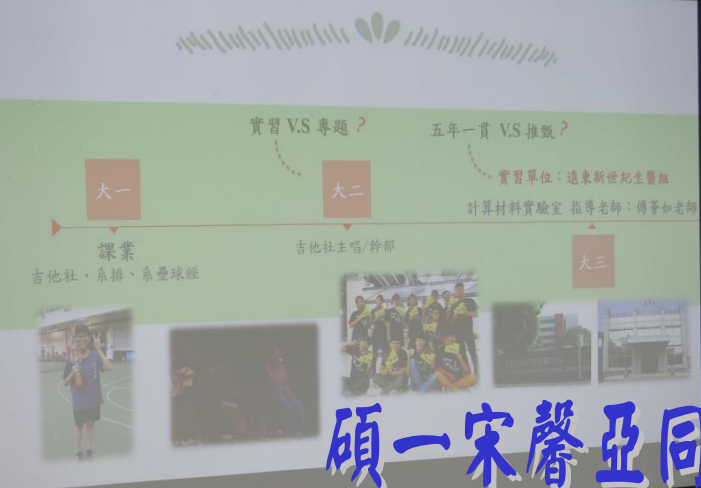 實習 V.S 專題？
五年一貫 V.S 推甄？
實習單位：遠東新世紀生醫組
大一
大二
計算材料實驗室 指導老師：傅薈如老師
課業
吉他社、系排、系壘球經
吉他社主唱/幹部
大三
碩一宋馨亞同